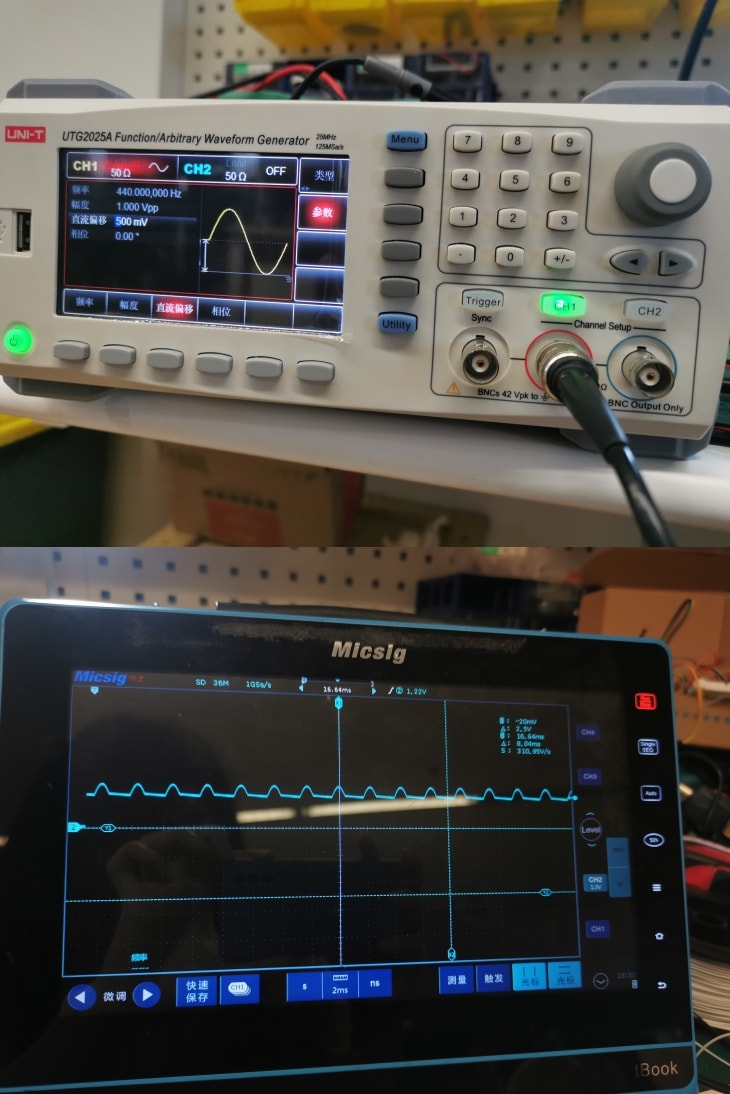 UNI-T
UTG2025A Function/Arbitrary Waveform Generator
25MHz
125MSa/s
CH1
50 Ω
CH2
Limit
50 Ω
OFF
类型
频率 440.000,000 Hz
幅度 1.000 Vpp
直流偏移 500 mV
相位 0.00 °
参数
频率
幅度
直流偏移
相位
Menu
Utility
7
8
9
4
5
6
1
2
3
.
0
+/-
Trigger
CH1
CH2
Sync
Channel Setup
BNCs 42 Vpk to
Ω
BNC Output Only
Micsig
Micsig
SD 36M 1GSa/s
16.64ms
1.22V
-20mV
Δ: 2.5V
16.64ms
Δ: 8.04ms
S: 310.95V/s
CH4
CH3
Level
CH2
1.0V
CH1
Single
SEQ
Auto
50%
频率
----
微调
快速
保存
CH1
s
2ms
ns
测量
触发
光标
光标
tBook